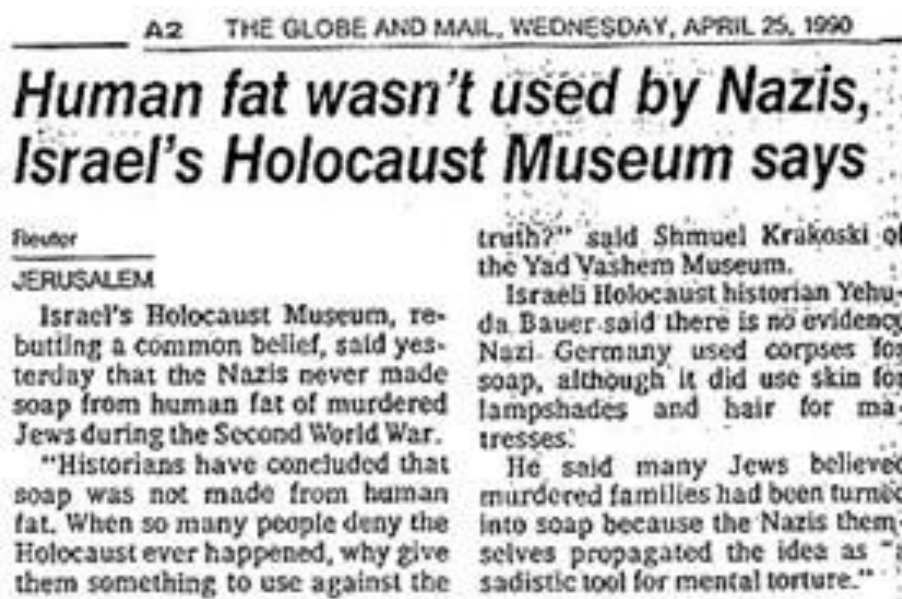 A2 THE GLOBE AND MAIL, WEDNESDAY, APRIL 25, 1990
Human fat wasn't used by Nazis,
Israel's Holocaust Museum says
Reuter
JERUSALEM
Israel's Holocaust Museum, re-
butting a common belief, said yes-
terday that the Nazis never made
soap from human fat of murdered
Jews during the Second World War.
"Historians have concluded that
soap was not made from human
fat. When so many people deny the
Holocaust ever happened, why give
them something to use against the
truth?" said Shmuel Krakoski of
the Yad Vashem Museum.
Israeli Holocaust historian Yehu-
da Bauer said there is no evidence
Nazi Germany used corpses for
soap, although it did use skin for
lampshades and hair for ma-
tresses.
He said many Jews believed
murdered families had been turned
into soap because the Nazis them-
selves propagated the idea as "a
sadistic tool for mental torture."